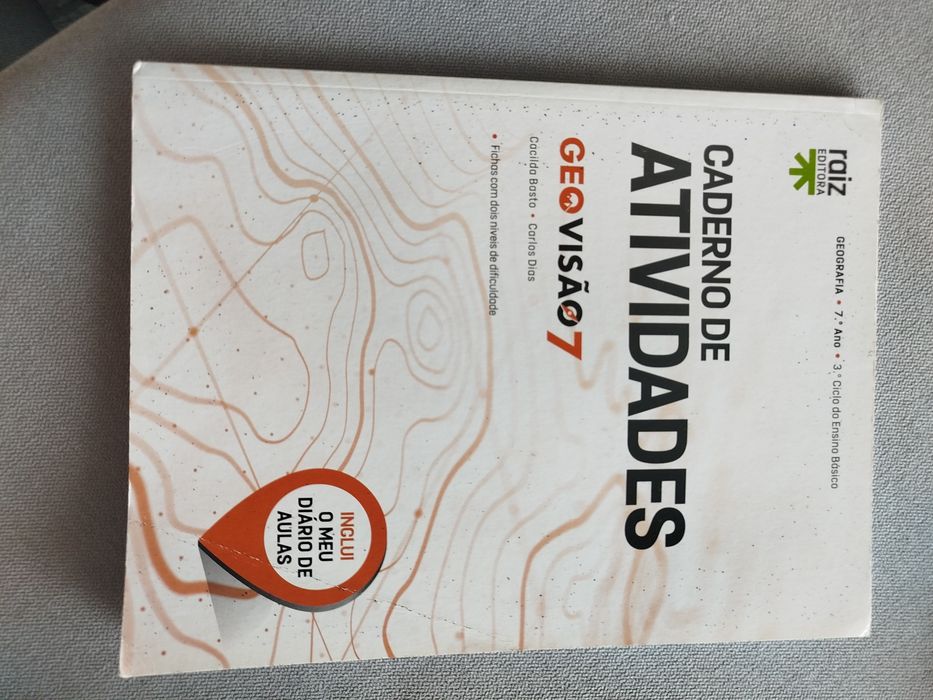 raiz
EDITORA
GEOGRAFIA • 7.º Ano • 3.º Ciclo do Ensino Básico
CADERNO DE
ATIVIDADES
GEOVISÃO7
Cacilda Basto • Carlos Dias
• Fichas com dois níveis de dificuldade
INCLUI
O MEU
DIÁRIO DE
AULAS